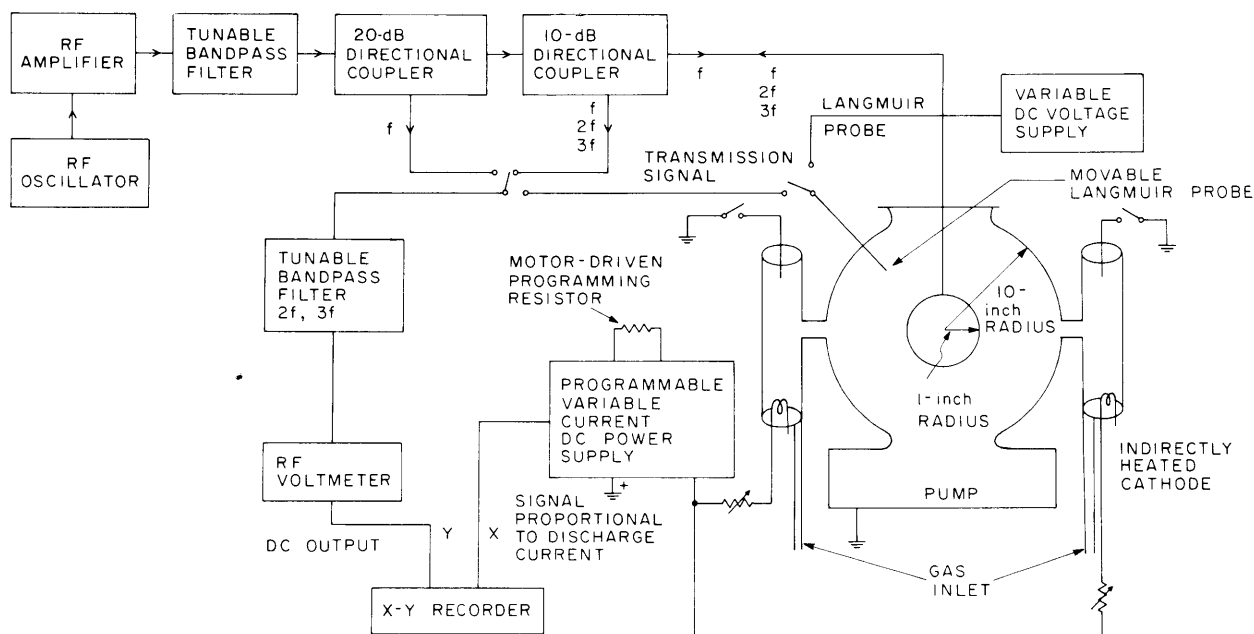 RF
AMPLIFIER
TUNABLE
BANDPASS
FILTER
20-dB
DIRECTIONAL
COUPLER
10-dB
DIRECTIONAL
COUPLER
f
f
2f
3f
f
f
2f
3f
LANGMUIR
PROBE
VARIABLE
DC VOLTAGE
SUPPLY
RF
OSCILLATOR
TRANSMISSION
SIGNAL
MOVABLE
LANGMUIR PROBE
TUNABLE
BANDPASS
FILTER
2f, 3f
MOTOR-DRIVEN
PROGRAMMING
RESISTOR
10-
inch
RADIUS
PROGRAMMABLE
VARIABLE
CURRENT
DC POWER
SUPPLY
1-inch
RADIUS
RF
VOLTMETER
INDIRECTLY
HEATED
CATHODE
+
PUMP
SIGNAL
PROPORTIONAL
TO DISCHARGE
CURRENT
DC OUTPUT
Y
X
GAS
INLET
X-Y RECORDER